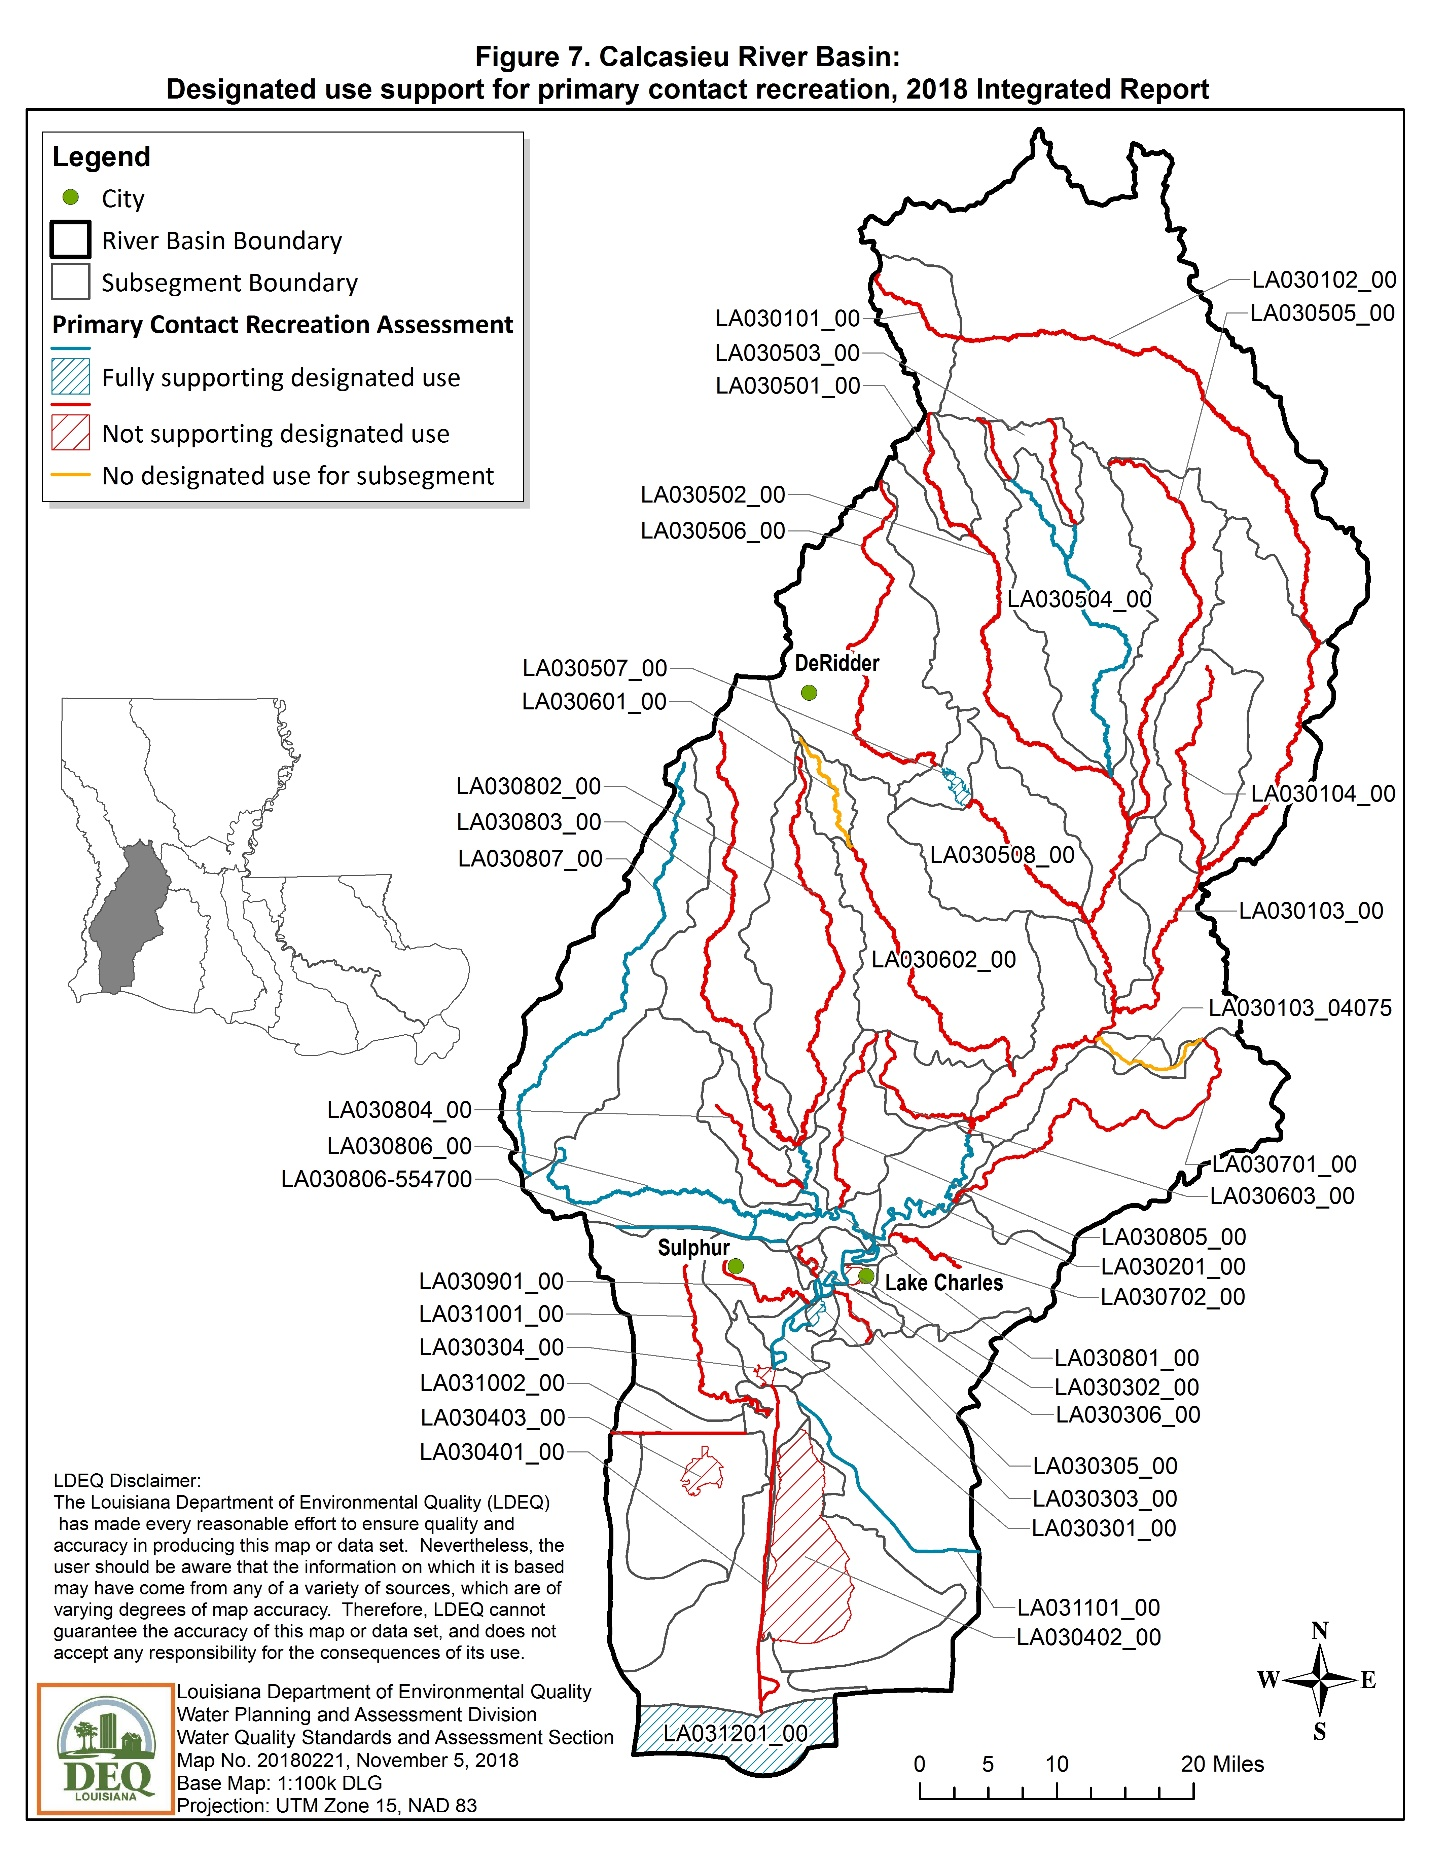 Figure 7. Calcasieu River Basin:
Designated use support for primary contact recreation, 2018 Integrated Report
Legend
City
River Basin Boundary
Subsegment Boundary
Primary Contact Recreation Assessment
Fully supporting designated use
Not supporting designated use
No designated use for subsegment
LA030102_00
LA030505_00
LA030101_00
LA030503_00
LA030501_00
LA030502_00
LA030506_00
LA030504_00
DeRidder
LA030507_00
LA030601_00
LA030802_00
LA030803_00
LA030807_00
LA030104_00
LA030508_00
LA030103_00
LA030602_00
LA030103_04075
LA030804_00
LA030806_00
LA030806-554700
LA030701_00
LA030603_00
LA030805_00
LA030201_00
LA030702_00
Sulphur
Lake Charles
LA030901_00
LA031001_00
LA030304_00
LA031002_00
LA030403_00
LA030401_00
LA030801_00
LA030302_00
LA030306_00
LA030305_00
LA030303_00
LA030301_00
LA031101_00
LA030402_00
LA031201_00
LDEQ Disclaimer:
The Louisiana Department of Environmental Quality (LDEQ)
has made every reasonable effort to ensure quality and
accuracy in producing this map or data set. Nevertheless, the
user should be aware that the information on which it is based
may have come from any of a variety of sources, which are of
varying degrees of map accuracy. Therefore, LDEQ cannot
guarantee the accuracy of this map or data set, and does not
accept any responsibility for the consequences of its use.
DEQ
LOUISIANA
Louisiana Department of Environmental Quality
Water Planning and Assessment Division
Water Quality Standards and Assessment Section
Map No. 20180221, November 5, 2018
Base Map: 1:100k DLG
Projection: UTM Zone 15, NAD 83
N
W E
S
0 5 10 20 Miles